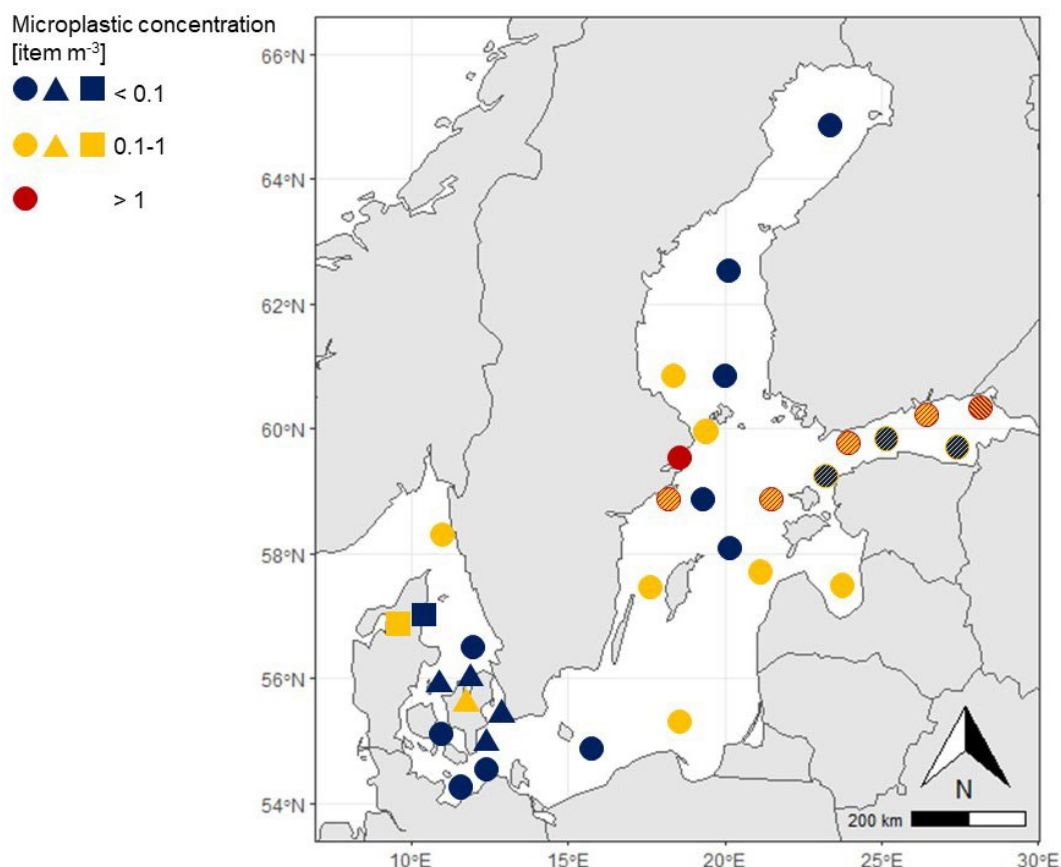 Microplastic concentration
[item m⁻³]
< 0.1
0.1-1
> 1
66°N
64°N
62°N
60°N
58°N
56°N
54°N
N
200 km
10°E
15°E
20°E
25°E
30°E